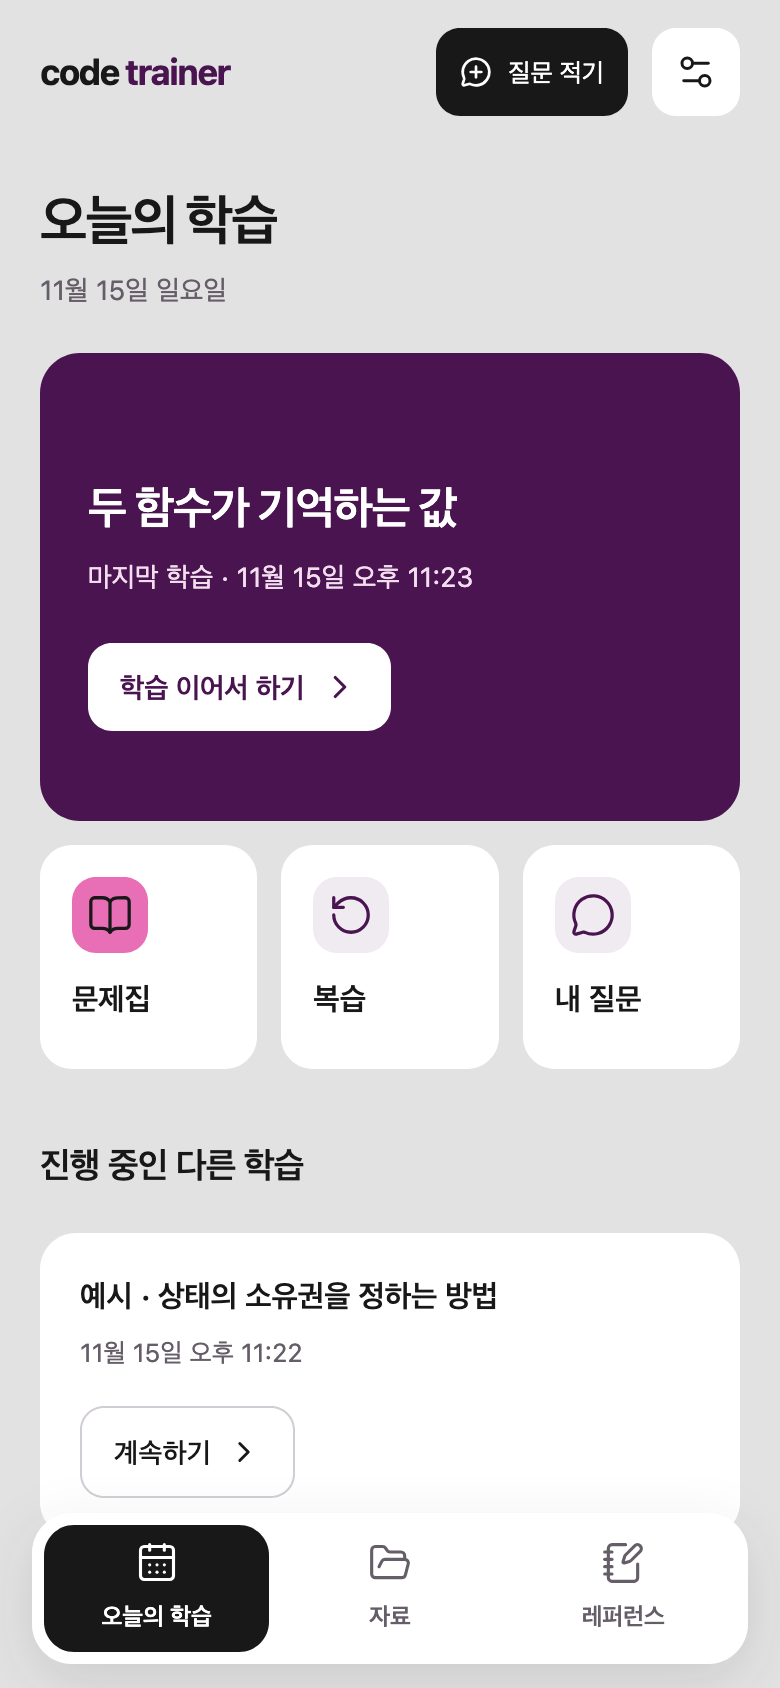 code trainer
질문 적기
오늘의 학습
11월 15일 일요일
두 함수가 기억하는 값
마지막 학습 · 11월 15일 오후 11:23
학습 이어서 하기
문제집
복습
내 질문
진행 중인 다른 학습
예시 · 상태의 소유권을 정하는 방법
11월 15일 오후 11:22
계속하기
오늘의 학습
자료
레퍼런스